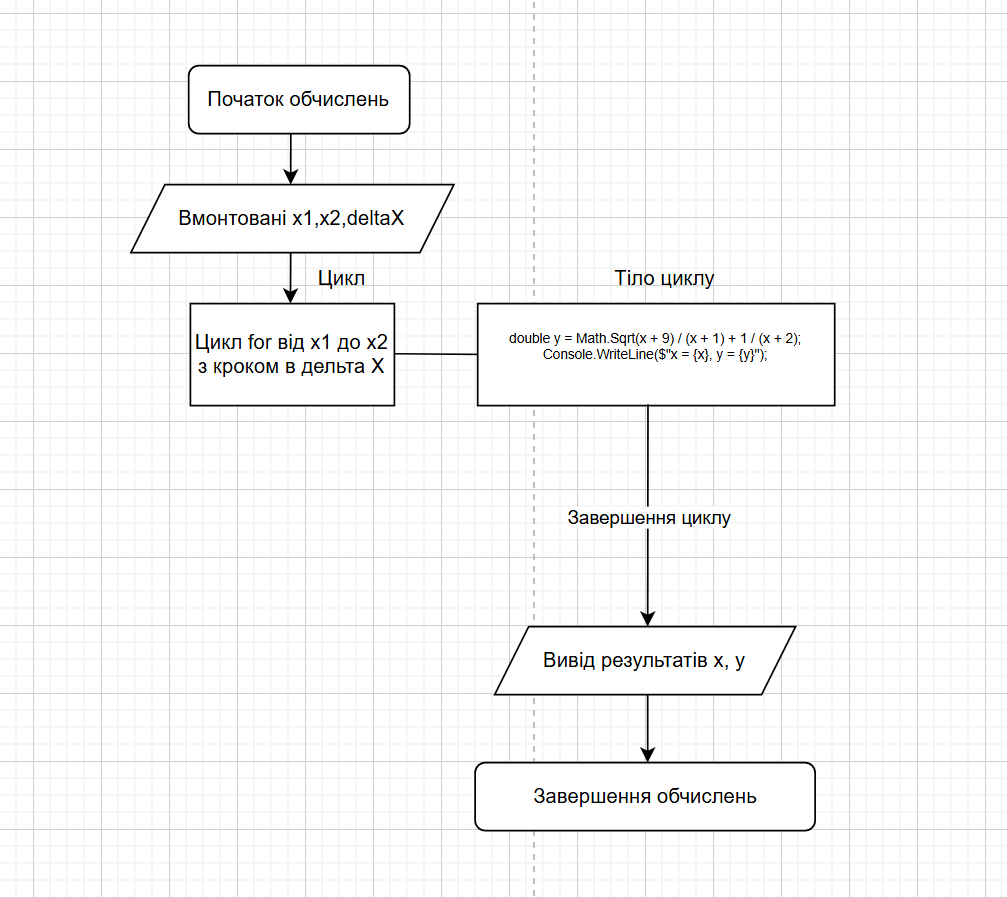 Початок обчислень
Вмонтовані x1,x2,deltaX
Цикл
Тіло циклу
Цикл for від x1 до x2
з кроком в дельта X
double y = Math.Sqrt(x + 9) / (x + 1) + 1 / (x + 2);
Console.WriteLine($"x = {x}, y = {y}");
Завершення циклу
Вивід результатів x, y
Завершення обчислень